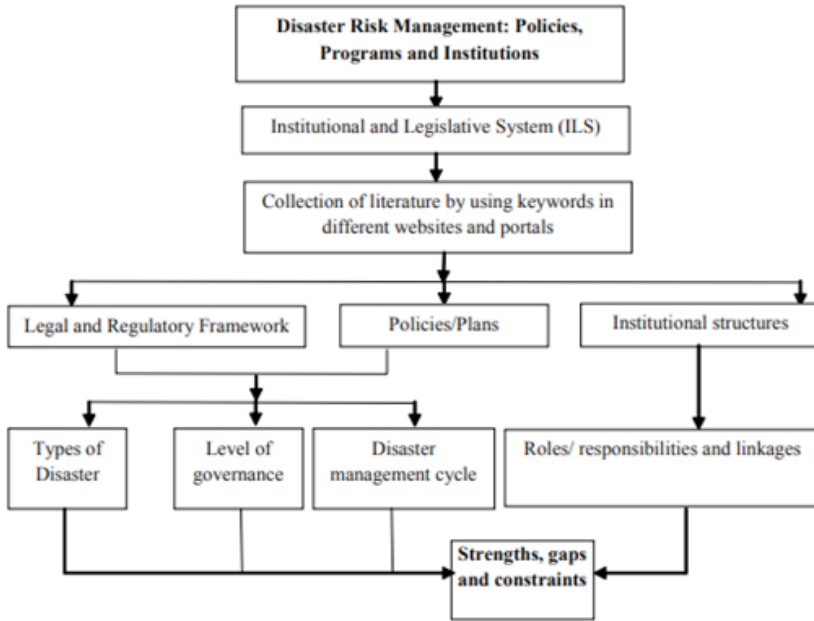 Disaster Risk Management: Policies,
Programs and Institutions
Institutional and Legislative System (ILS)
Collection of literature by using keywords in
different websites and portals
Legal and Regulatory Framework
Policies/Plans
Institutional structures
Types of
Disaster
Level of
governance
Disaster
management cycle
Roles/ responsibilities and linkages
Strengths, gaps
and constraints